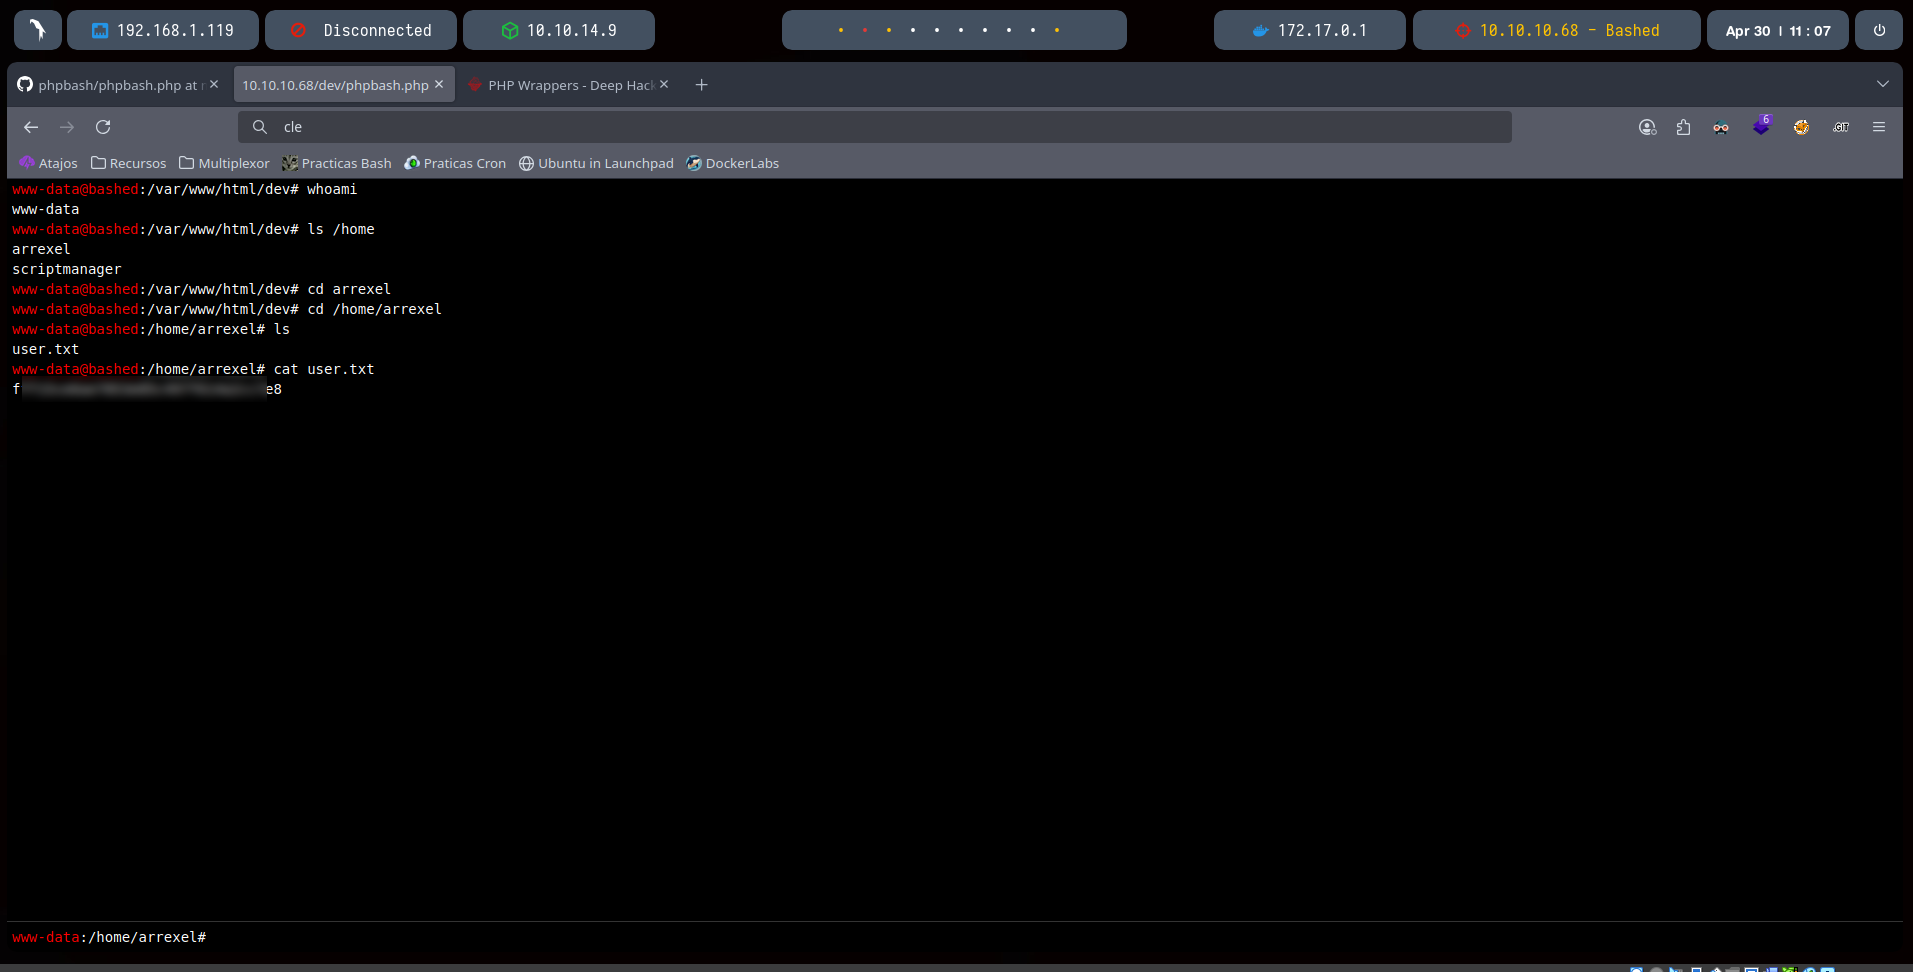 192.168.1.119 Disconnected 10.10.14.9 172.17.0.1 10.10.10.68 - Bashed Apr 30 | 11 : 07
phpbash/phpbash.php at 10.10.10.68/dev/phpbash.php PHP Wrappers - Deep Hac
cle 6 .GIT
Atajos Recursos Multiplexor Practicas Bash Praticas Cron Ubuntu in Launchpad DockerLabs
www-data@bashed:/var/www/html/dev# whoami
www-data
www-data@bashed:/var/www/html/dev# ls /home
arrexel
scriptmanager
www-data@bashed:/var/www/html/dev# cd arrexel
www-data@bashed:/var/www/html/dev# cd /home/arrexel
www-data@bashed:/home/arrexel# ls
user.txt
www-data@bashed:/home/arrexel# cat user.txt
f e8
www-data:/home/arrexel#